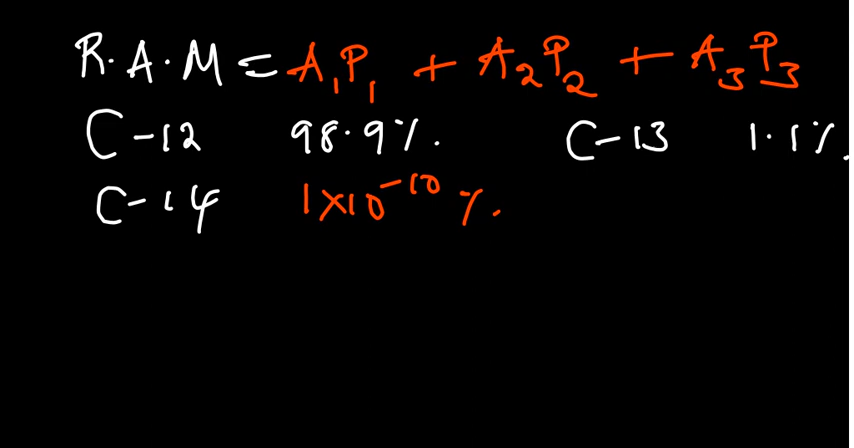 R.A.M = A₁P₁ + A₂P₂ + A₃P₃
C-12 98.9%. C-13 1.1%.
C-14 1×10⁻¹⁰ %.